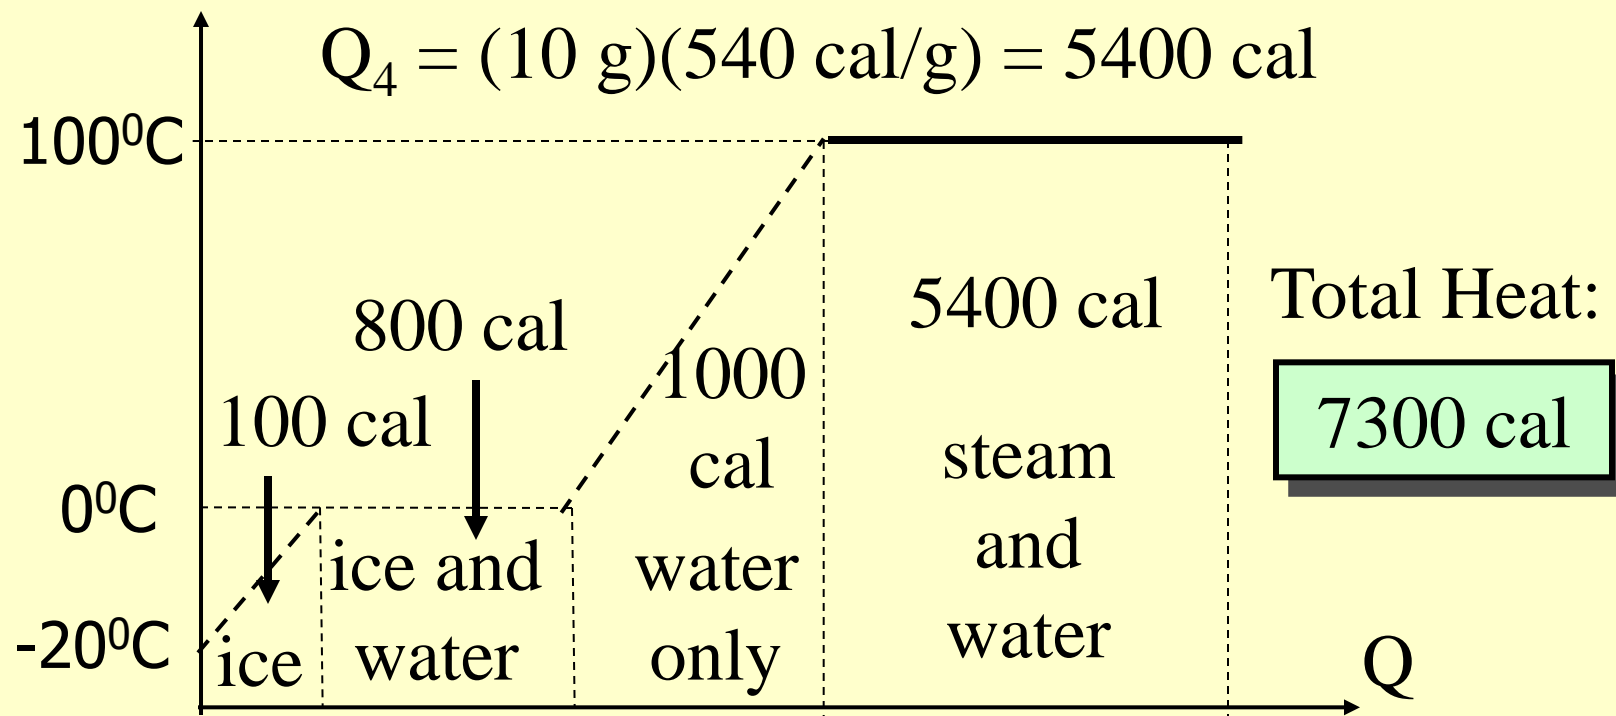 Q₄ = (10 g)(540 cal/g) = 5400 cal
100⁰C
0⁰C
-20⁰C
100 cal
ice
800 cal
ice and
water
1000
cal
water
only
5400 cal
steam
and
water
Total Heat:
7300 cal
Q